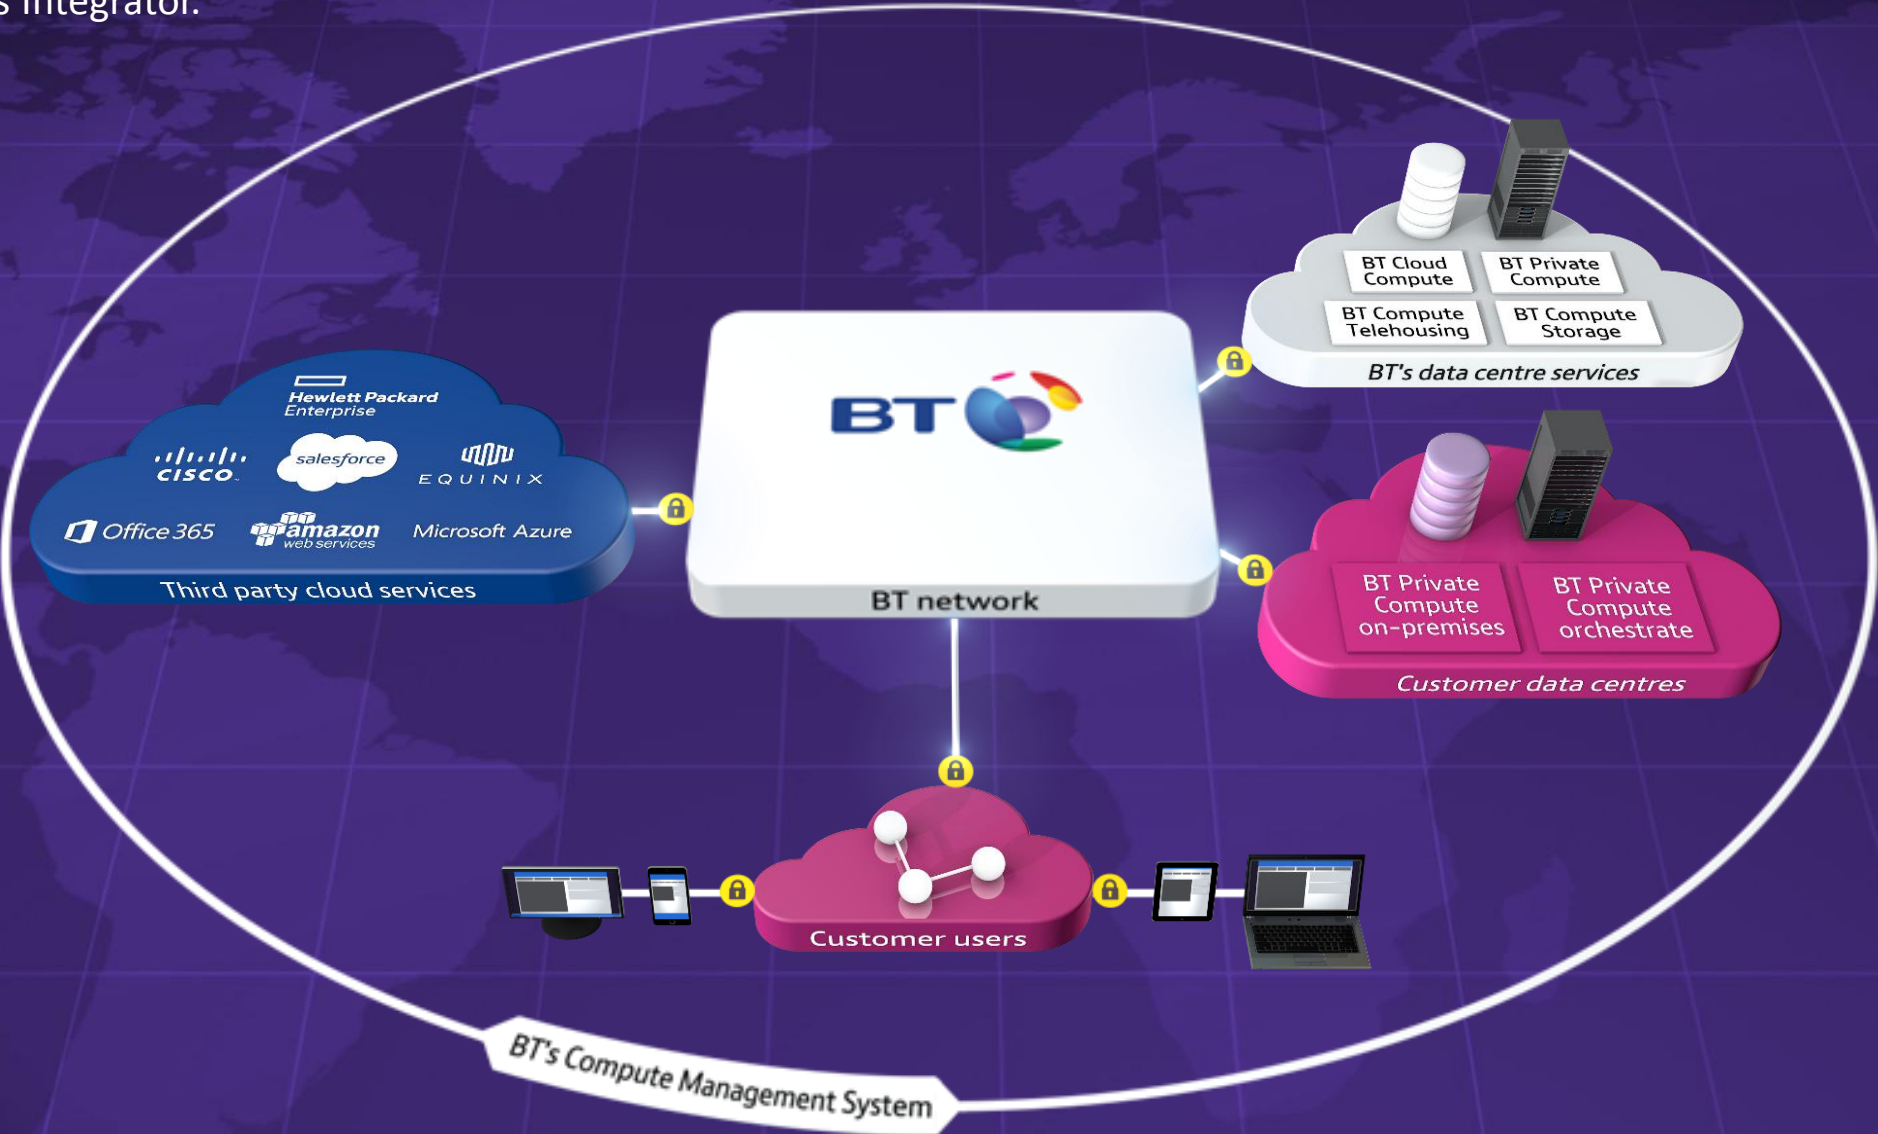 s integrator.
BT Cloud
Compute
BT Private
Compute
BT Compute
Telehousing
BT Compute
Storage
BT's data centre services
Hewlett Packard
Enterprise
CISCO
salesforce
EQUINIX
Office 365
amazon
web services
Microsoft Azure
Third party cloud services
BT
BT network
BT Private
Compute
on-premises
BT Private
Compute
orchestrate
Customer data centres
Customer users
BT's Compute Management System